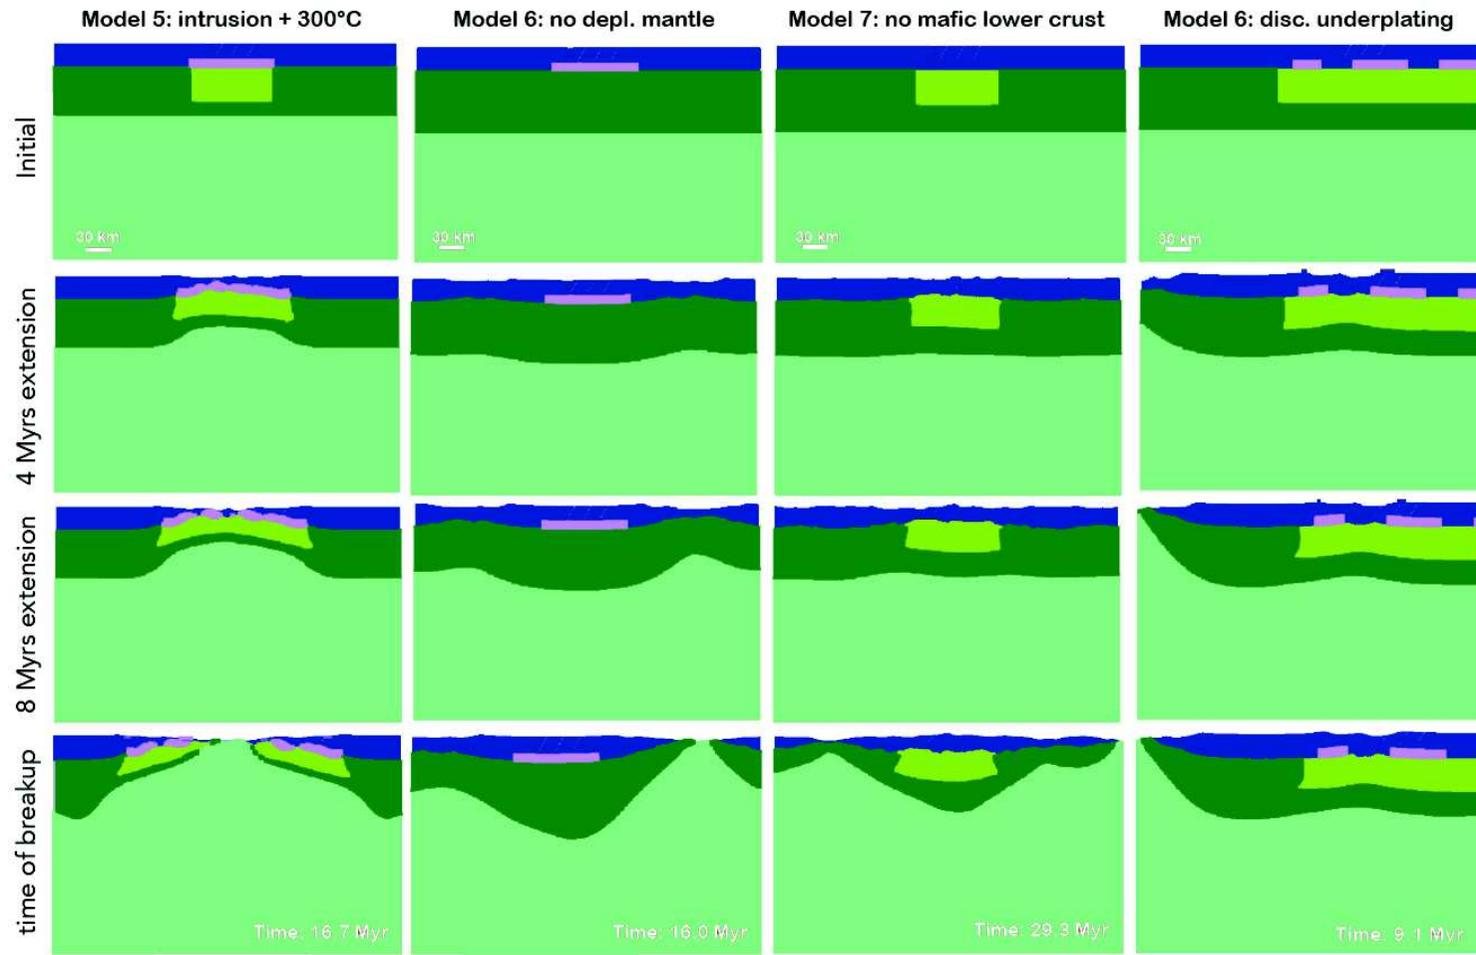 Model 5: intrusion + 300°C
Model 6: no depl. mantle
Model 7: no mafic lower crust
Model 6: disc. underplating
Initial
30 km
30 km
30 km
30 km
4 Myrs extension
8 Myrs extension
time of breakup
Time: 16.7 Myr
Time: 16.0 Myr
Time: 29.3 Myr
Time: 9.1 Myr